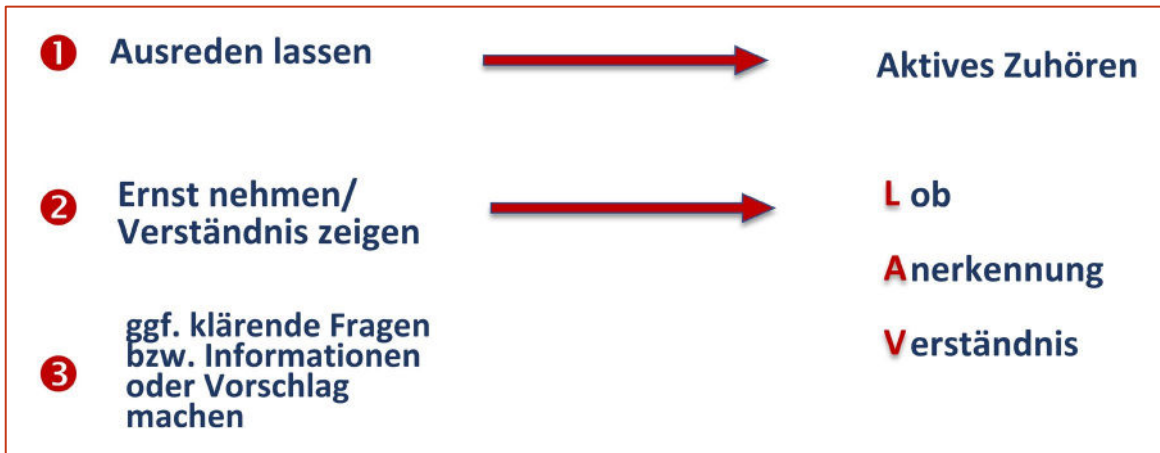 ❶ Ausreden lassen
Aktives Zuhören
❷ Ernst nehmen/
Verständnis zeigen
L ob
Anerkennung
V erständnis
❸ ggf. klärende Fragen
bzw. Informationen
oder Vorschlag
machen